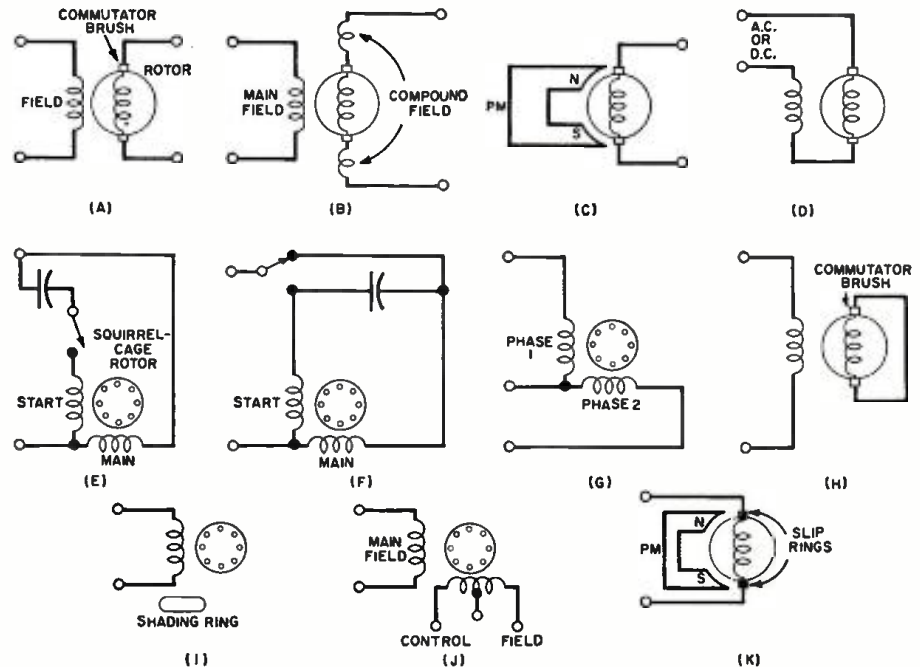 COMMUTATOR
BRUSH
ROTOR
FIELD
(A)
MAIN
FIELD
COMPOUND
FIELD
(B)
PM
N
S
(C)
A.C.
OR
D.C.
(D)
SQUIRREL-
CAGE
ROTOR
START
MAIN
(E)
START
MAIN
(F)
PHASE
1
PHASE 2
(G)
COMMUTATOR
BRUSH
(H)
SHADING RING
(I)
MAIN
FIELD
CONTROL
FIELD
(J)
PM
N
S
SLIP
RINGS
(K)